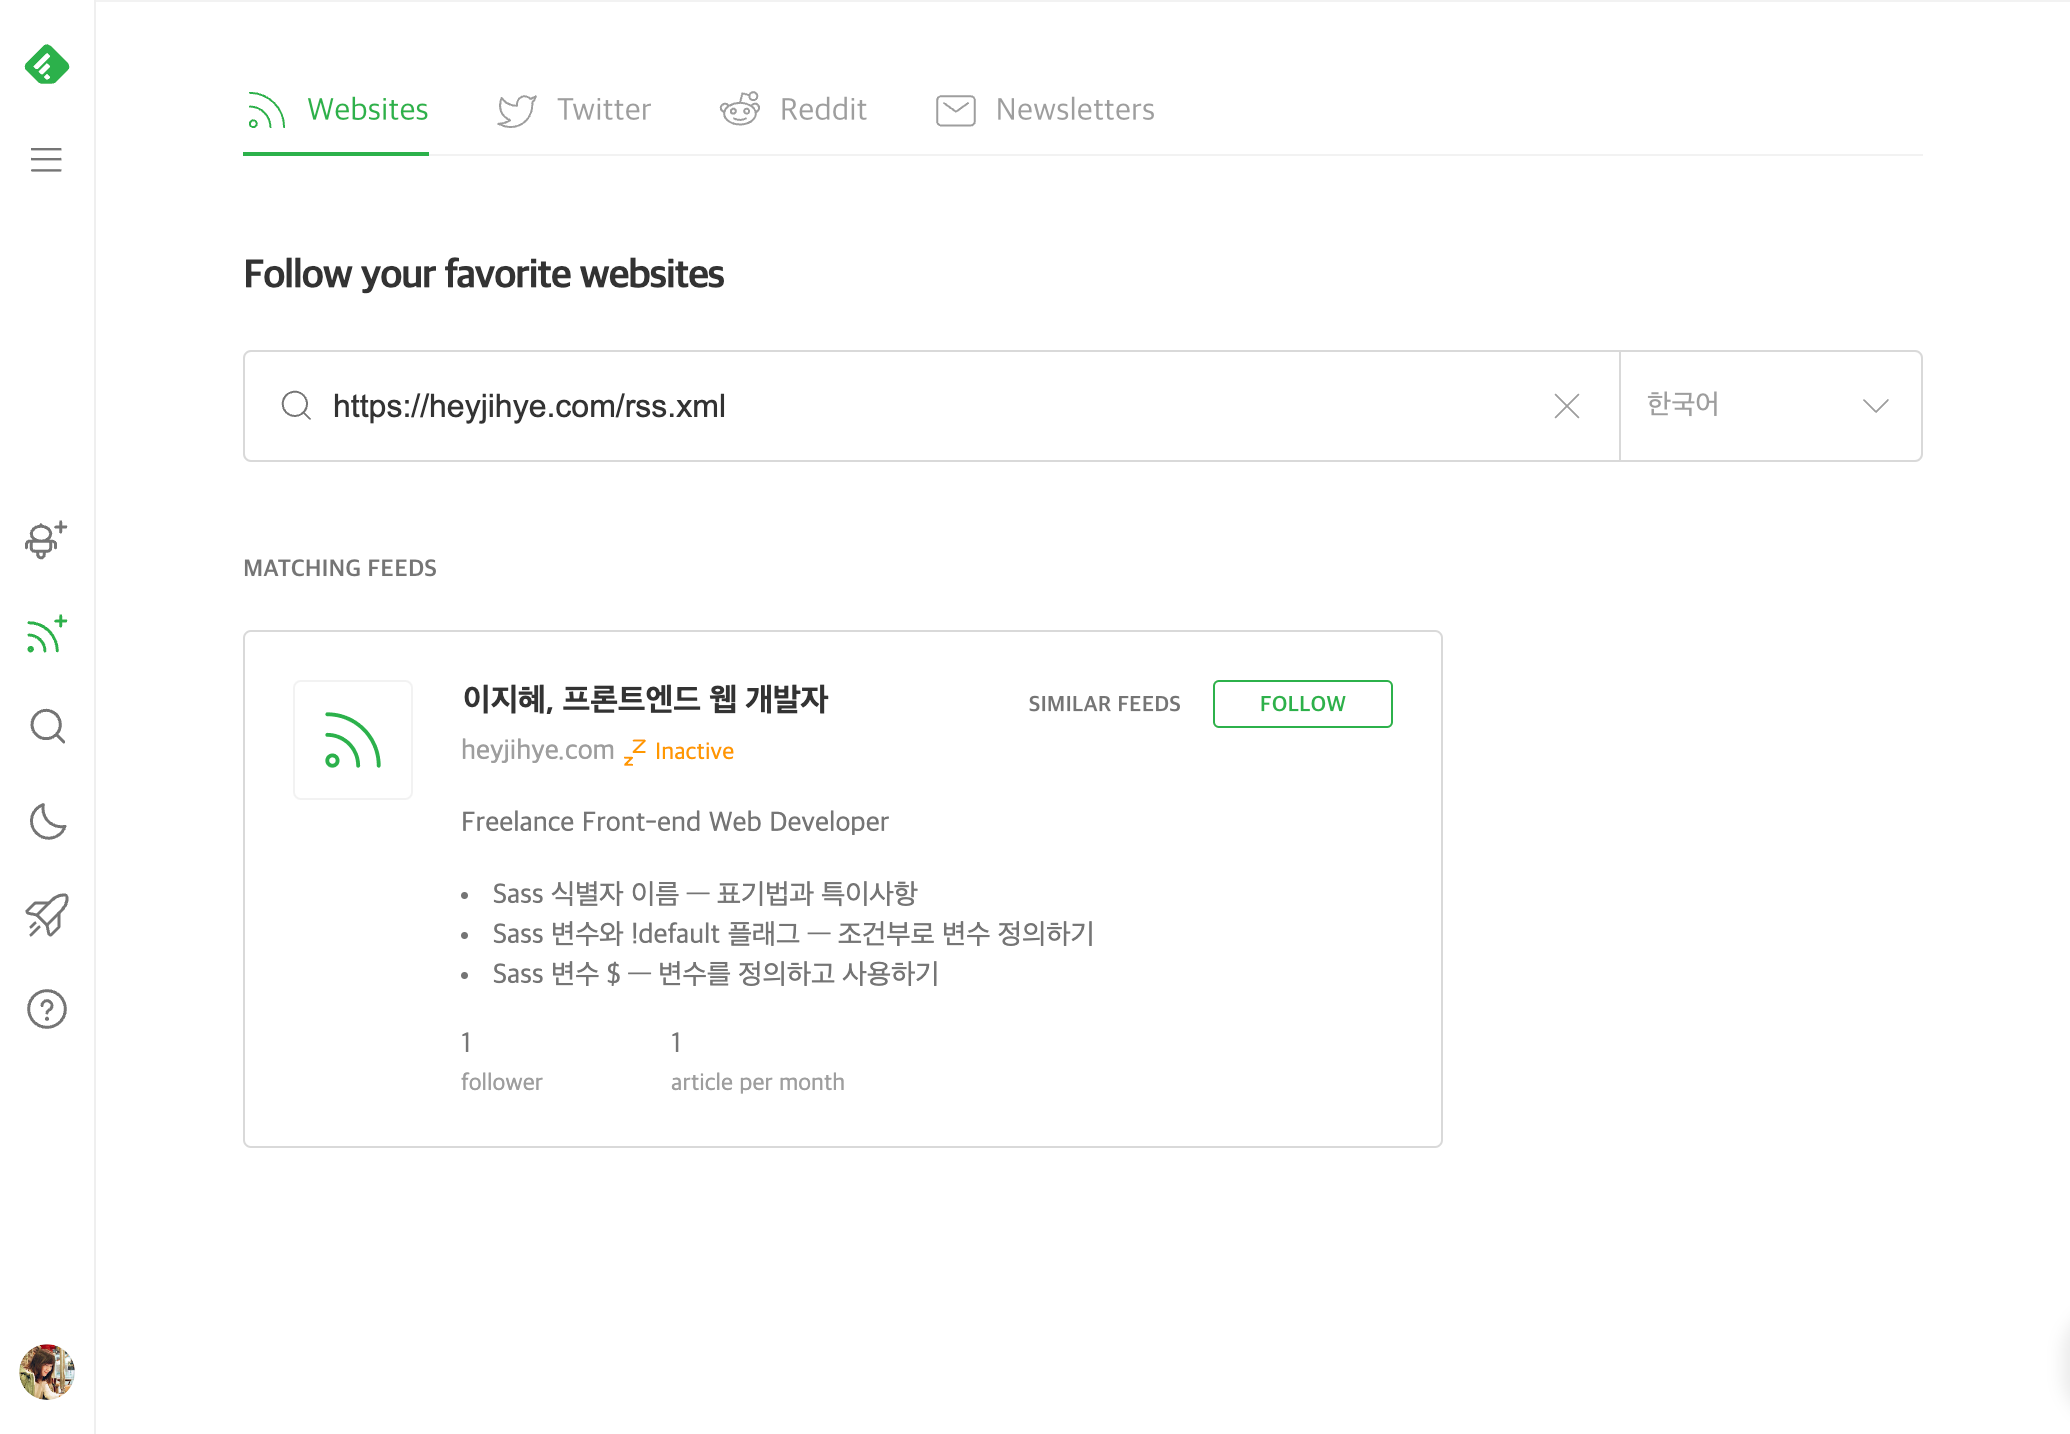 Websites
Twitter
Reddit
Newsletters
Follow your favorite websites
https://heyjihye.com/rss.xml
한국어
MATCHING FEEDS
이지혜, 프론트엔드 웹 개발자
SIMILAR FEEDS
FOLLOW
heyjihye.com
Inactive
Freelance Front-end Web Developer
• Sass 식별자 이름 — 표기법과 특이사항
• Sass 변수와 !default 플래그 — 조건부로 변수 정의하기
• Sass 변수 $ — 변수를 정의하고 사용하기
1
follower
1
article per month